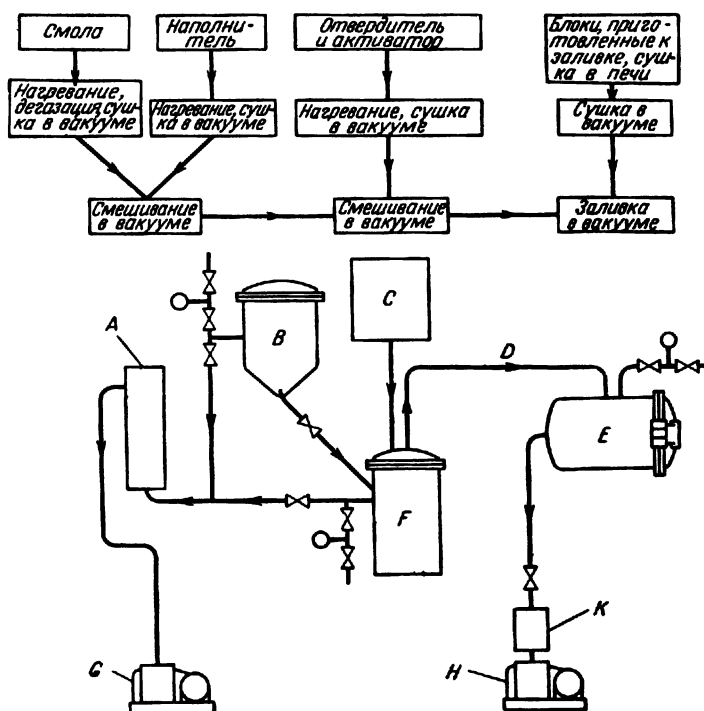 Смола
Наполни-
тель
Отвердитель
и активатор
Блоки, приго-
товленные к
заливке, суш-
ка в печи
Нагревание,
дегазация, суш-
ка в вакууме
Нагревание, суш-
ка в вакууме
Нагревание, сушка
в вакууме
Сушка в
вакууме
Смешивание
в вакууме
Смешивание
в вакууме
Заливка
в вакууме
A
B
C
D
E
F
K
G
H